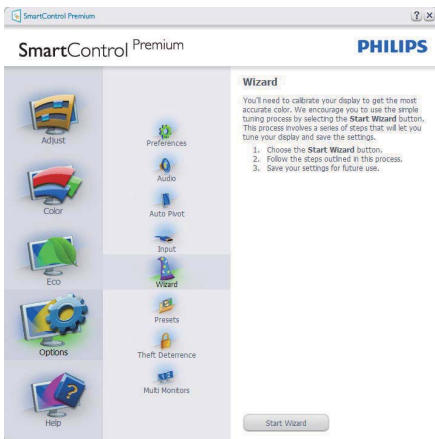 SmartControl Premium
SmartControl Premium
PHILIPS
Adjust
Color
Eco
Options
Help
Preferences
Audio
Auto Pivot
Input
Wizard
Presets
Theft Deterrence
Multi Monitors
Wizard
You'll need to calibrate your display to get the most
accurate color. We encourage you to use the simple
tuning process by selecting the Start Wizard button.
This process involves a series of steps that will let you
tune your display and save the settings.
1. Choose the Start Wizard button.
2. Follow the steps outlined in this process.
3. Save your settings for future use.
Start Wizard